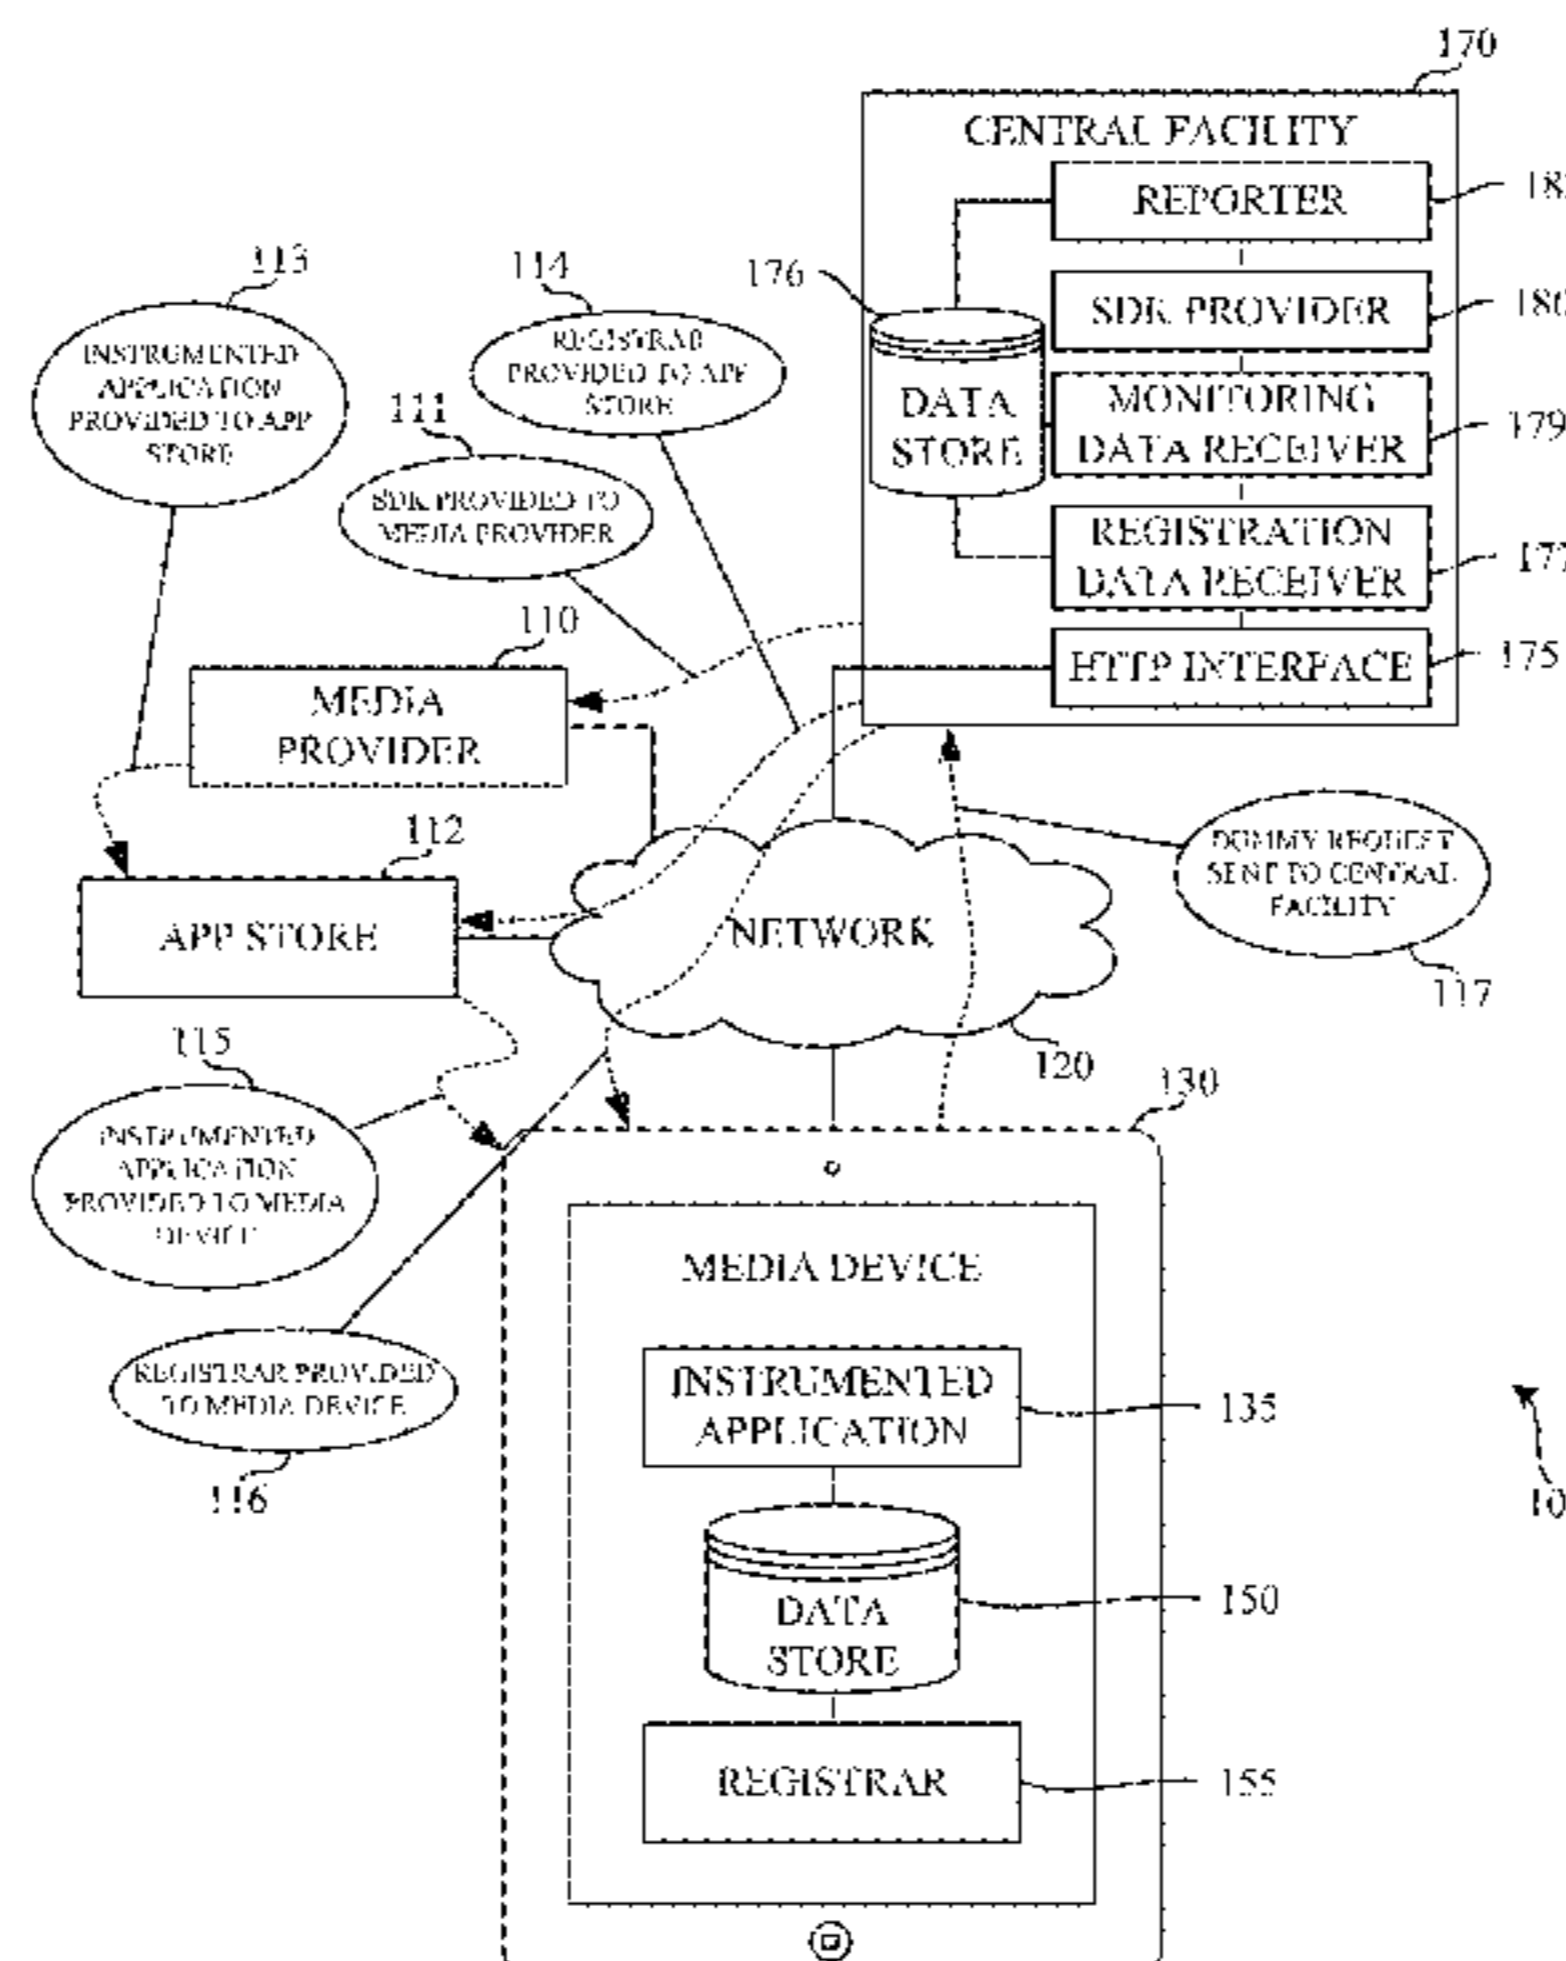 170
CENTRAL FACILITY
REPORTER
SDK PROVIDER
186
176
DATA
STORE
MONITORING
DATA RECEIVER
179
REGISTRATION
DATA RECEIVER
177
HTTP INTERFACE
175
113
INSTRUMENTED
APPLICATION
PROVIDED TO APP
STORE
114
REGISTRAR
PROVIDED TO APP
STORE
111
SDK PROVIDED TO
MEDIA PROVIDER
110
MEDIA
PROVIDER
112
APP STORE
NETWORK
120
DUMMY REQUEST
SENT TO CENTRAL
FACILITY
117
115
INSTRUMENTED
APPLICATION
PROVIDED TO MEDIA
DEVICE
REGISTRAR PROVIDED
TO MEDIA DEVICE
116
130
MEDIA DEVICE
INSTRUMENTED
APPLICATION
135
DATA
STORE
150
REGISTRAR
155
10